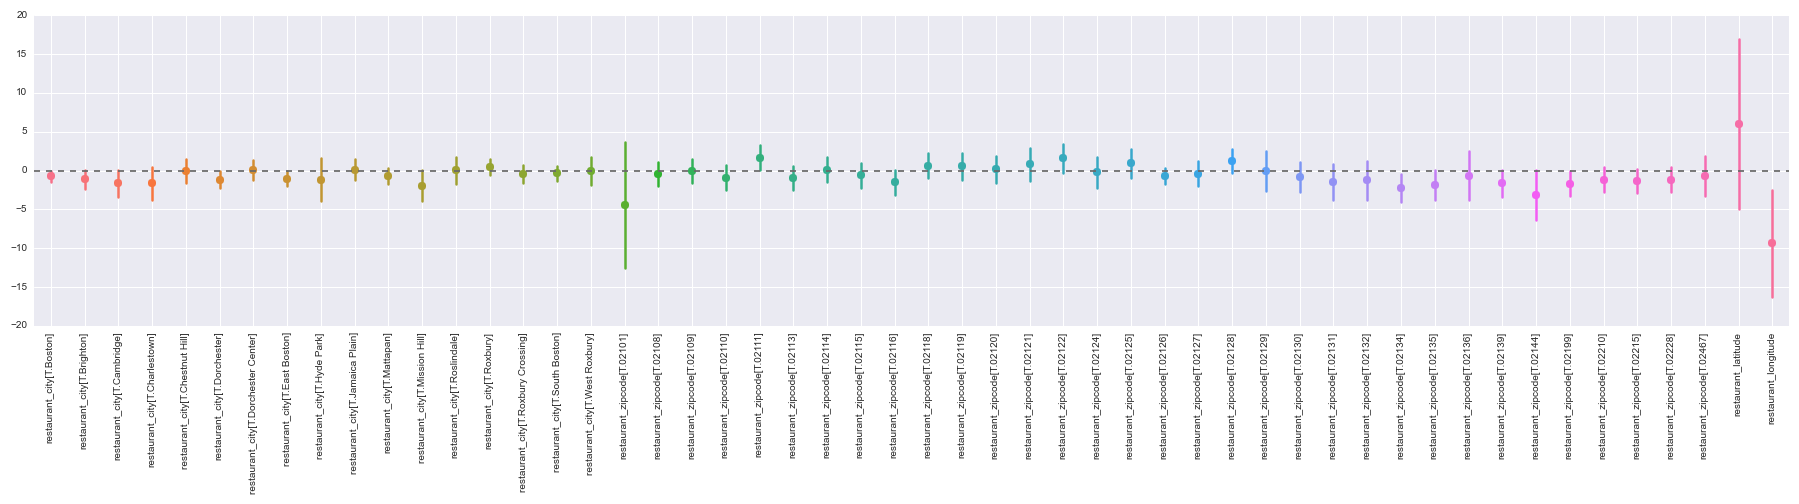 20
15
10
5
0
−5
−10
−15
−20
restaurant_city[T.Boston]
restaurant_city[T.Brighton]
restaurant_city[T.Cambridge]
restaurant_city[T.Charlestown]
restaurant_city[T.Chestnut Hill]
restaurant_city[T.Dorchester]
restaurant_city[T.Dorchester Center]
restaurant_city[T.East Boston]
restaurant_city[T.Hyde Park]
restaurant_city[T.Jamaica Plain]
restaurant_city[T.Mattapan]
restaurant_city[T.Mission Hill]
restaurant_city[T.Roslindale]
restaurant_city[T.Roxbury]
restaurant_city[T.Roxbury Crossing]
restaurant_city[T.South Boston]
restaurant_city[T.West Roxbury]
restaurant_zipcode[T.02101]
restaurant_zipcode[T.02108]
restaurant_zipcode[T.02109]
restaurant_zipcode[T.02110]
restaurant_zipcode[T.02111]
restaurant_zipcode[T.02113]
restaurant_zipcode[T.02114]
restaurant_zipcode[T.02115]
restaurant_zipcode[T.02116]
restaurant_zipcode[T.02118]
restaurant_zipcode[T.02119]
restaurant_zipcode[T.02120]
restaurant_zipcode[T.02121]
restaurant_zipcode[T.02122]
restaurant_zipcode[T.02124]
restaurant_zipcode[T.02125]
restaurant_zipcode[T.02126]
restaurant_zipcode[T.02127]
restaurant_zipcode[T.02128]
restaurant_zipcode[T.02129]
restaurant_zipcode[T.02130]
restaurant_zipcode[T.02131]
restaurant_zipcode[T.02132]
restaurant_zipcode[T.02134]
restaurant_zipcode[T.02135]
restaurant_zipcode[T.02136]
restaurant_zipcode[T.02139]
restaurant_zipcode[T.02144]
restaurant_zipcode[T.02199]
restaurant_zipcode[T.02210]
restaurant_zipcode[T.02215]
restaurant_zipcode[T.02228]
restaurant_zipcode[T.02467]
restaurant_latitude
restaurant_longitude